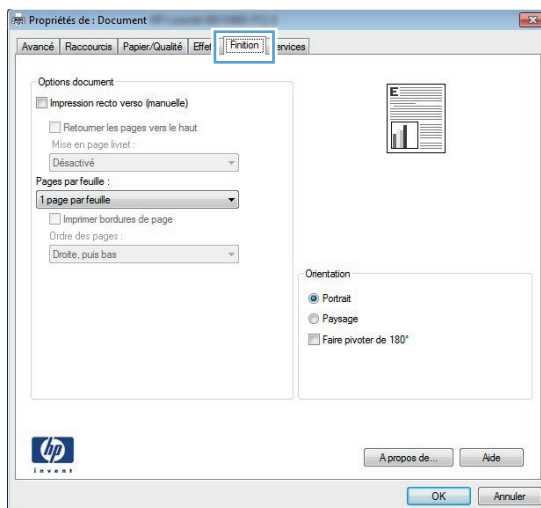 Propriétés de : Document
Avancé Raccourcis Papier/Qualité Effet Finition ervices
Options document
Impression recto verso (manuelle)
Retourner les pages vers le haut
Mise en page livret :
Désactivé
Pages par feuille :
1 page par feuille
Imprimer bordures de page
Ordre des pages :
Droite, puis bas
E
Orientation
Portrait
Paysage
Faire pivoter de 180°
hp
invent
A propos de... Aide
OK Annuler